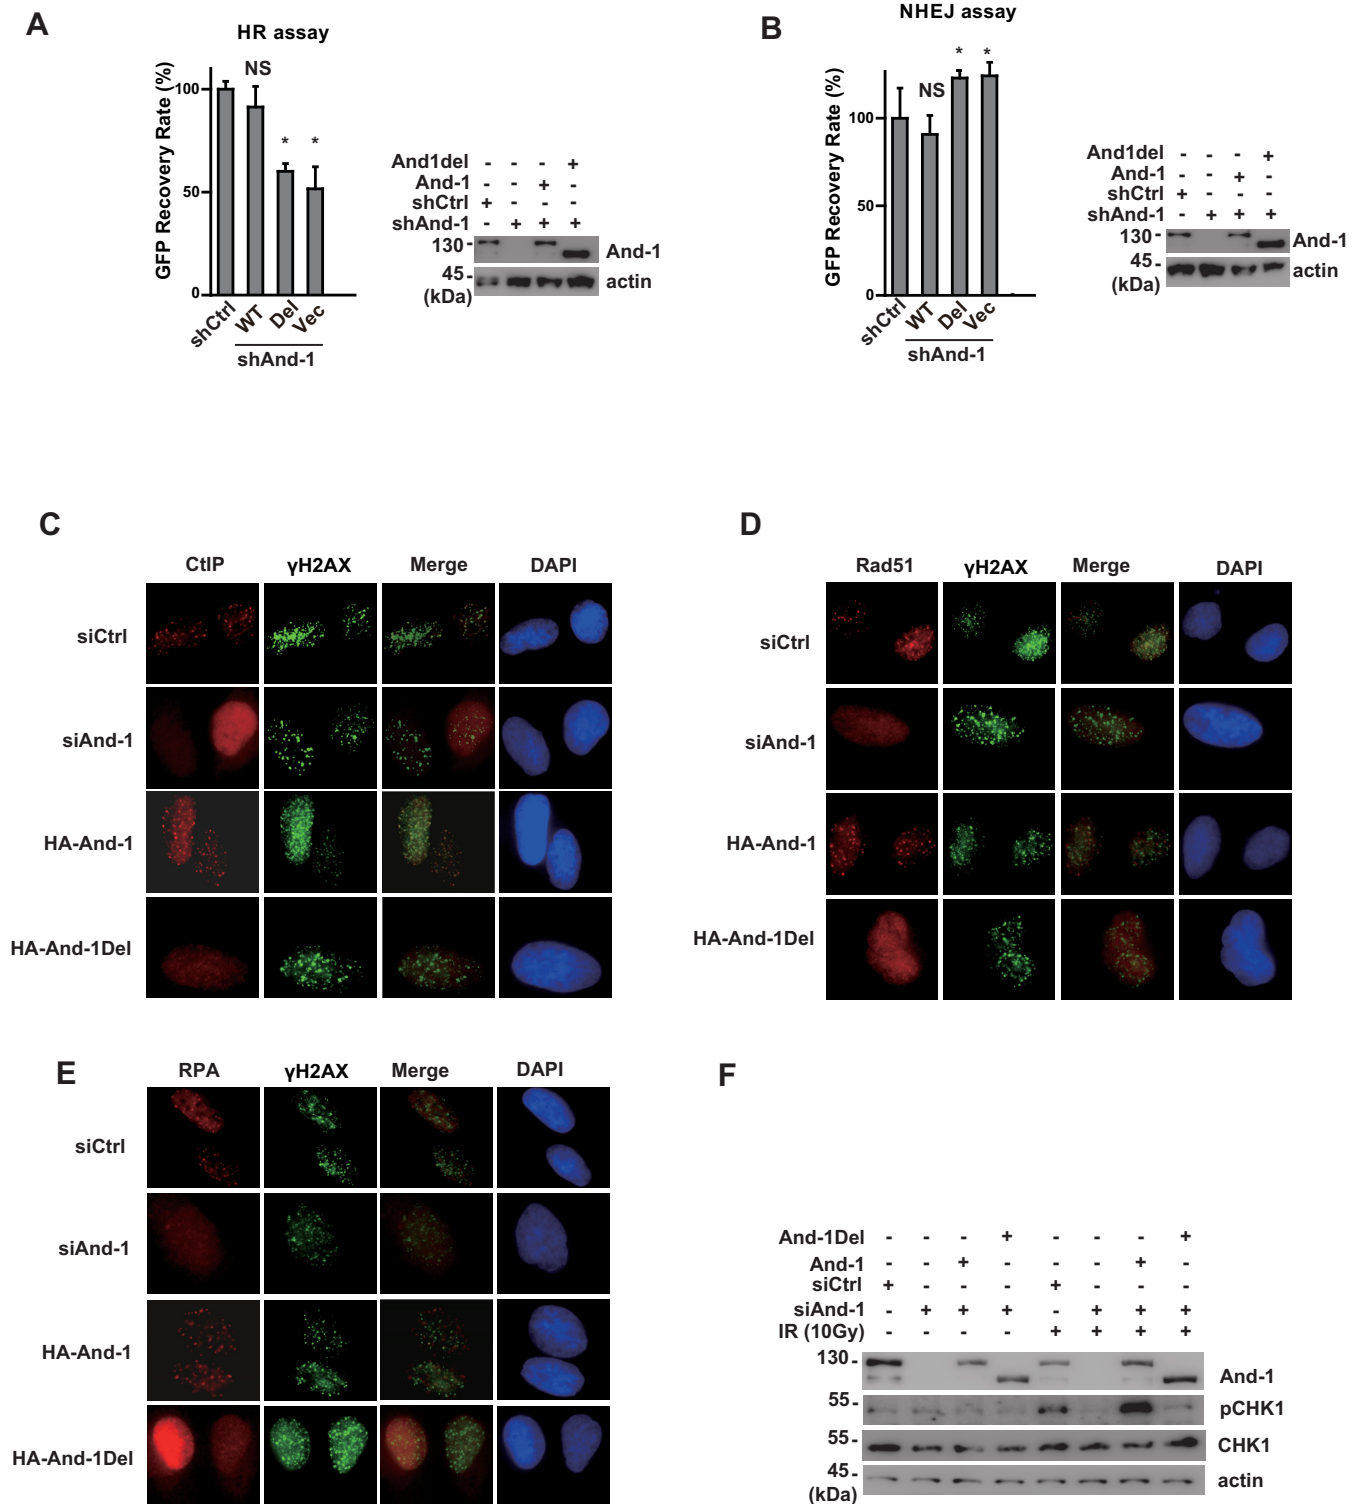 A
HR assay
GFP Recovery Rate (%)
100
50
0
NS
*
*
shCtrl
WT
Del
Vec
shAnd-1
And1del - - - +
And-1 - - + -
shCtrl + - - -
shAnd-1 - + + +
130
And-1
45
actin
(kDa)
B
NHEJ assay
GFP Recovery Rate (%)
100
50
0
NS
*
*
shCtrl
WT
Del
Vec
shAnd-1
And1del - - - +
And-1 - - + -
shCtrl + - - -
shAnd-1 - + + +
130
And-1
45
actin
(kDa)
C
CtIP γH2AX Merge DAPI
siCtrl
siAnd-1
HA-And-1
HA-And-1Del
D
Rad51 γH2AX Merge DAPI
siCtrl
siAnd-1
HA-And-1
HA-And-1Del
E
RPA γH2AX Merge DAPI
siCtrl
siAnd-1
HA-And-1
HA-And-1Del
F
And-1Del - - - + - - - +
And-1 - - + - - - + -
siCtrl + - - - + - - -
siAnd-1 - + + + - + + +
IR (10Gy) - - - - + + + +
130
And-1
55
pCHK1
55
CHK1
45
actin
(kDa)